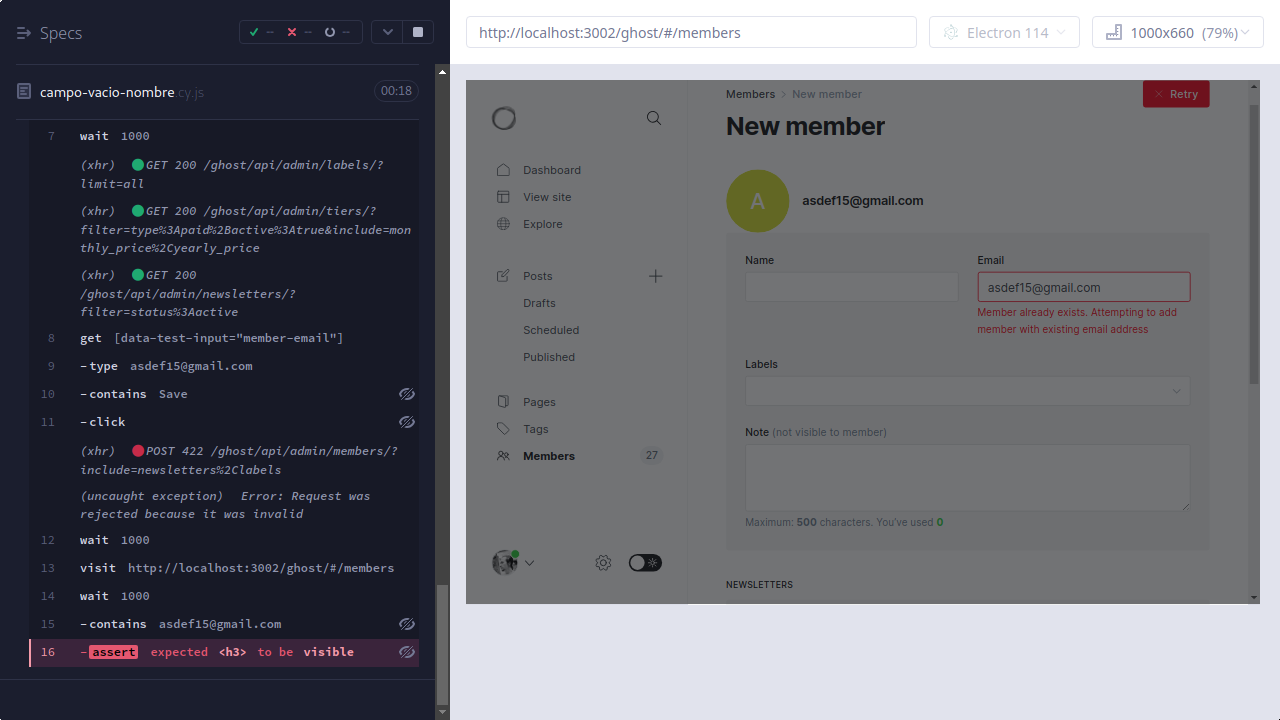 Specs
--
--
--
campo-vacio-nombre.cy.js
00:18
7 wait 1000
(xhr) GET 200 /ghost/api/admin/labels/?
limit=all
(xhr) GET 200 /ghost/api/admin/tiers/?
filter=type%3Apaid%2Bactive%3Atrue&include=mon
thly_price%2Cyearly_price
(xhr) GET 200
/ghost/api/admin/newsletters/?
filter=status%3Aactive
8 get [data-test-input="member-email"]
9 -type asdef15@gmail.com
10 -contains Save
11 -click
(xhr) POST 422 /ghost/api/admin/members/?
include=newsletters%2Clabels
(uncaught exception) Error: Request was
rejected because it was invalid
12 wait 1000
13 visit http://localhost:3002/ghost/#/members
14 wait 1000
15 -contains asdef15@gmail.com
16 -assert expected <h3> to be visible
http://localhost:3002/ghost/#/members
Electron 114
1000x660 (79%)
Dashboard
View site
Explore
Posts
Drafts
Scheduled
Published
Pages
Tags
Members
27
Members > New member
Retry
New member
A
asdef15@gmail.com
Name
Email
asdef15@gmail.com
Member already exists. Attempting to add
member with existing email address
Labels
Note (not visible to member)
Maximum: 500 characters. You've used 0
NEWSLETTERS